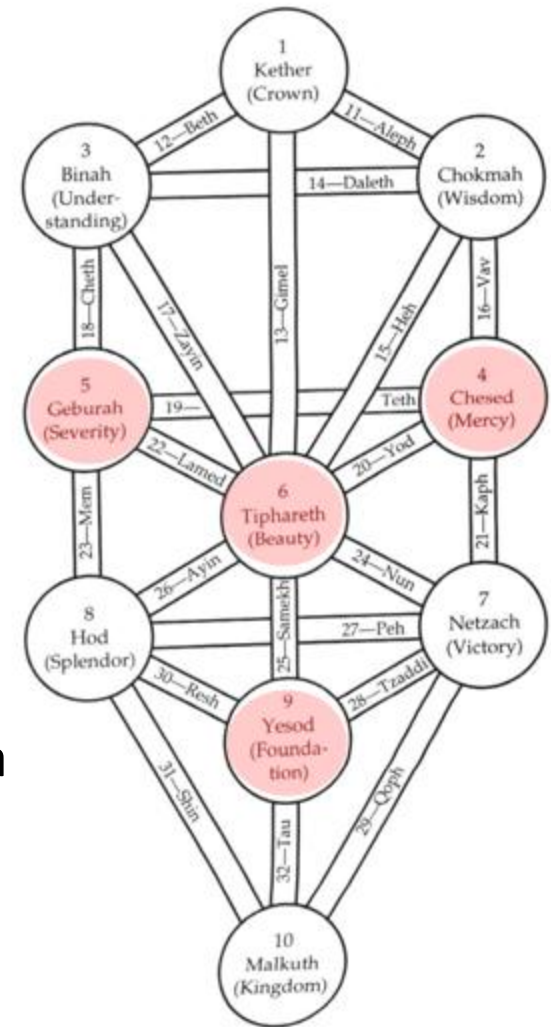 1
Kether
(Crown)
12—Beth
11—Aleph
3
Binah
(Under-
standing)
2
Chokmah
(Wisdom)
14—Daleth
18—Cheth
17—Zayin
13—Gimel
15—Heh
16—Vav
5
Geburah
(Severity)
4
Chesed
(Mercy)
19— Teth
22—Lamed
20—Yod
6
Tiphareth
(Beauty)
23—Mem
21—Kaph
26—Ayin
24—Nun
8
Hod
(Splendor)
7
Netzach
(Victory)
25—Samekh
27—Peh
30—Resh
28—Tzaddi
9
Yesod
(Founda-
tion)
n
31—Shin
32—Tau
29—Qoph
10
Malkuth
(Kingdom)